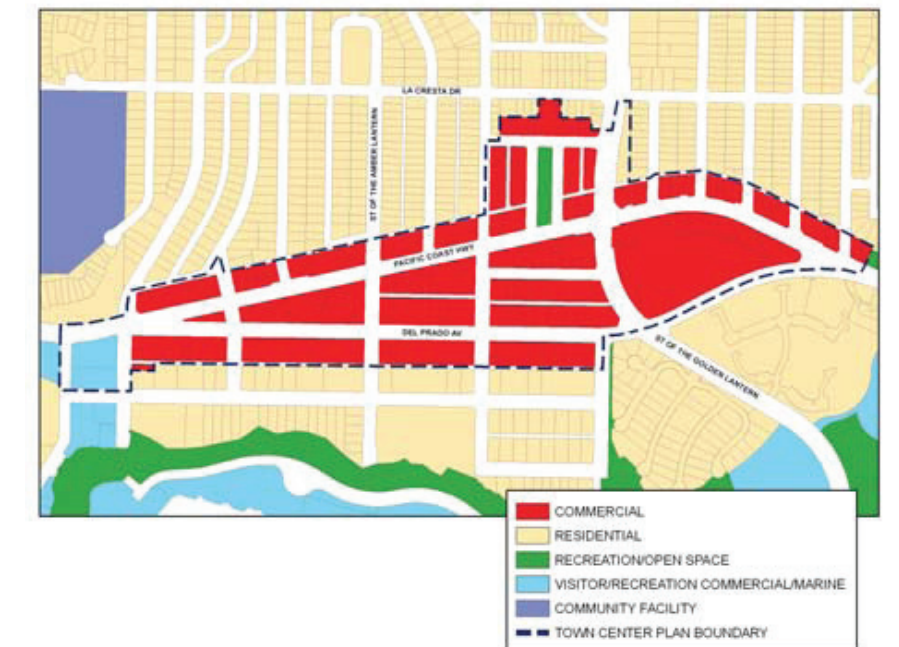 LA CRESTA DR
ST OF THE AMBER LANTERN
PACIFIC COAST HWY
DEL PRADO AV
ST OF THE GOLDEN LANTERN
COMMERCIAL
RESIDENTIAL
RECREATION/OPEN SPACE
VISITOR/RECREATION COMMERCIAL/MARINE
COMMUNITY FACILITY
TOWN CENTER PLAN BOUNDARY